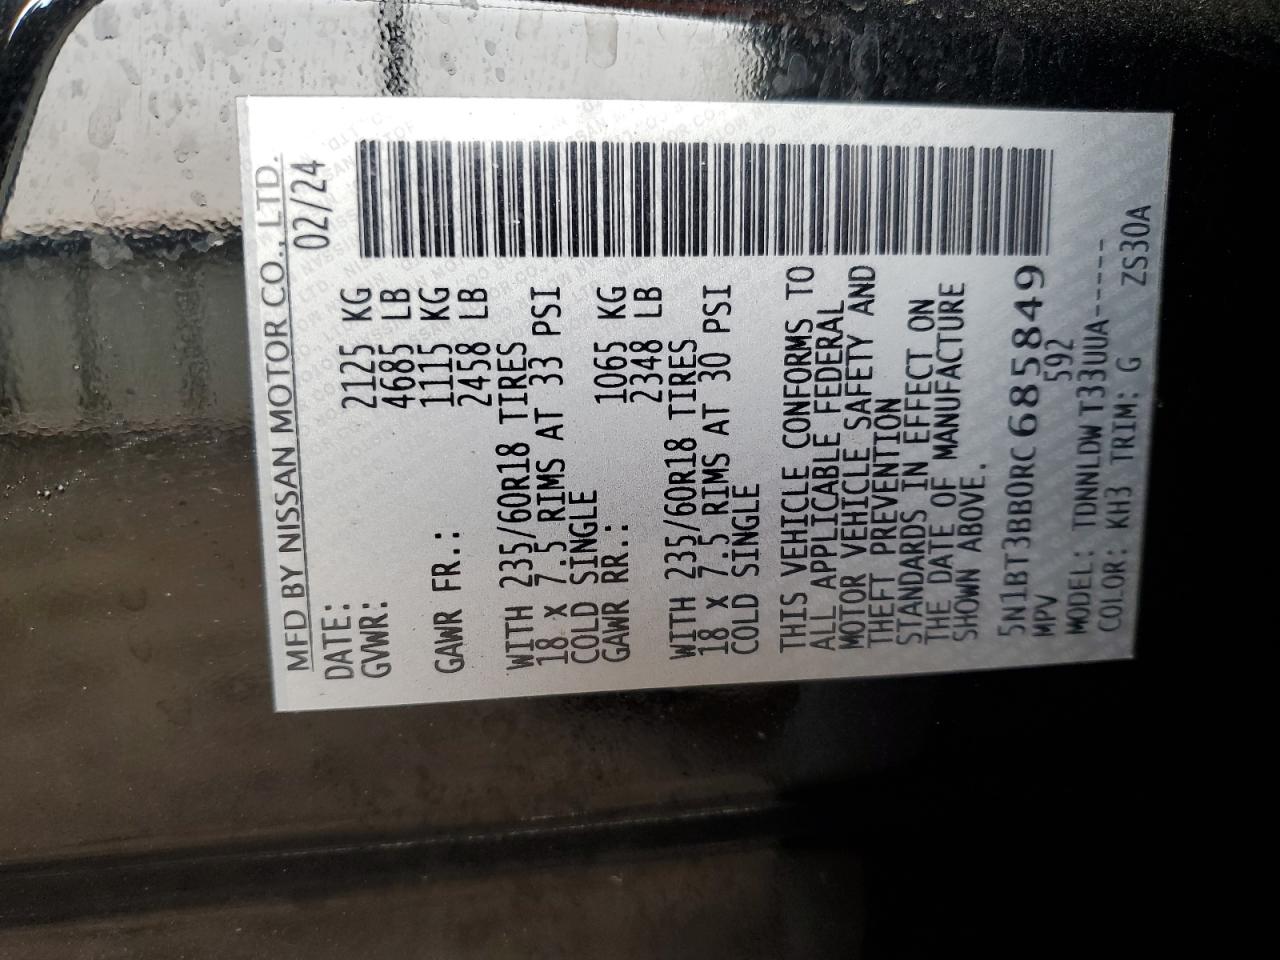 MFD BY NISSAN MOTOR CO., LTD.
DATE: 02/24
GVWR: 2125 KG
4685 LB
GAWR FR.: 1115 KG
2458 LB
WITH 235/60R18 TIRES
18 X 7.5 RIMS AT 33 PSI
COLD SINGLE
GAWR RR.: 1065 KG
2348 LB
WITH 235/60R18 TIRES
18 X 7.5 RIMS AT 30 PSI
COLD SINGLE
THIS VEHICLE CONFORMS TO
ALL APPLICABLE FEDERAL
MOTOR VEHICLE SAFETY AND
THEFT PREVENTION
STANDARDS IN EFFECT ON
THE DATE OF MANUFACTURE
SHOWN ABOVE.
5N1BT3BB0RC685849
MPV 592
MODEL: TDNNLDWT33UUA-----
COLOR: KH3 TRIM: G ZS30A